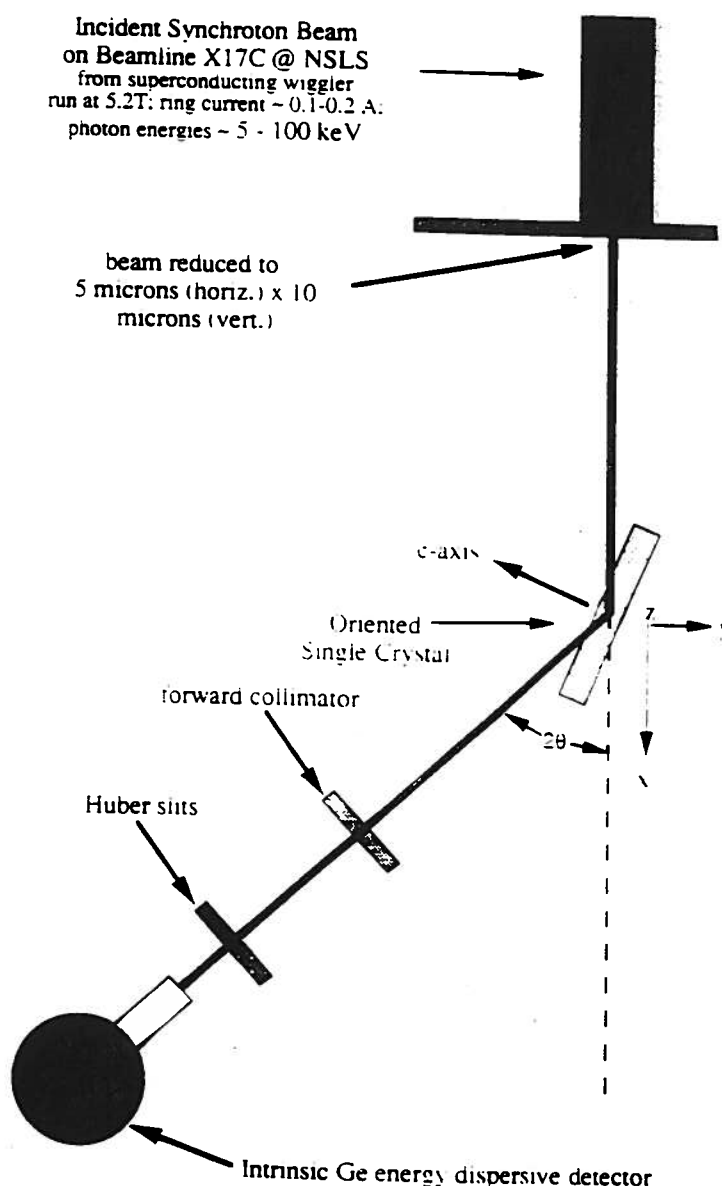 Incident Synchroton Beam
on Beamline X17C @ NSLS
from superconducting wiggler
run at 5.2T; ring current ~ 0.1-0.2 A;
photon energies ~ 5 - 100 keV
beam reduced to
5 microns (horiz.) x 10
microns (vert.)
c-axis
Oriented
Single Crystal
z
forward collimator
2θ
Huber slits
Intrinsic Ge energy dispersive detector